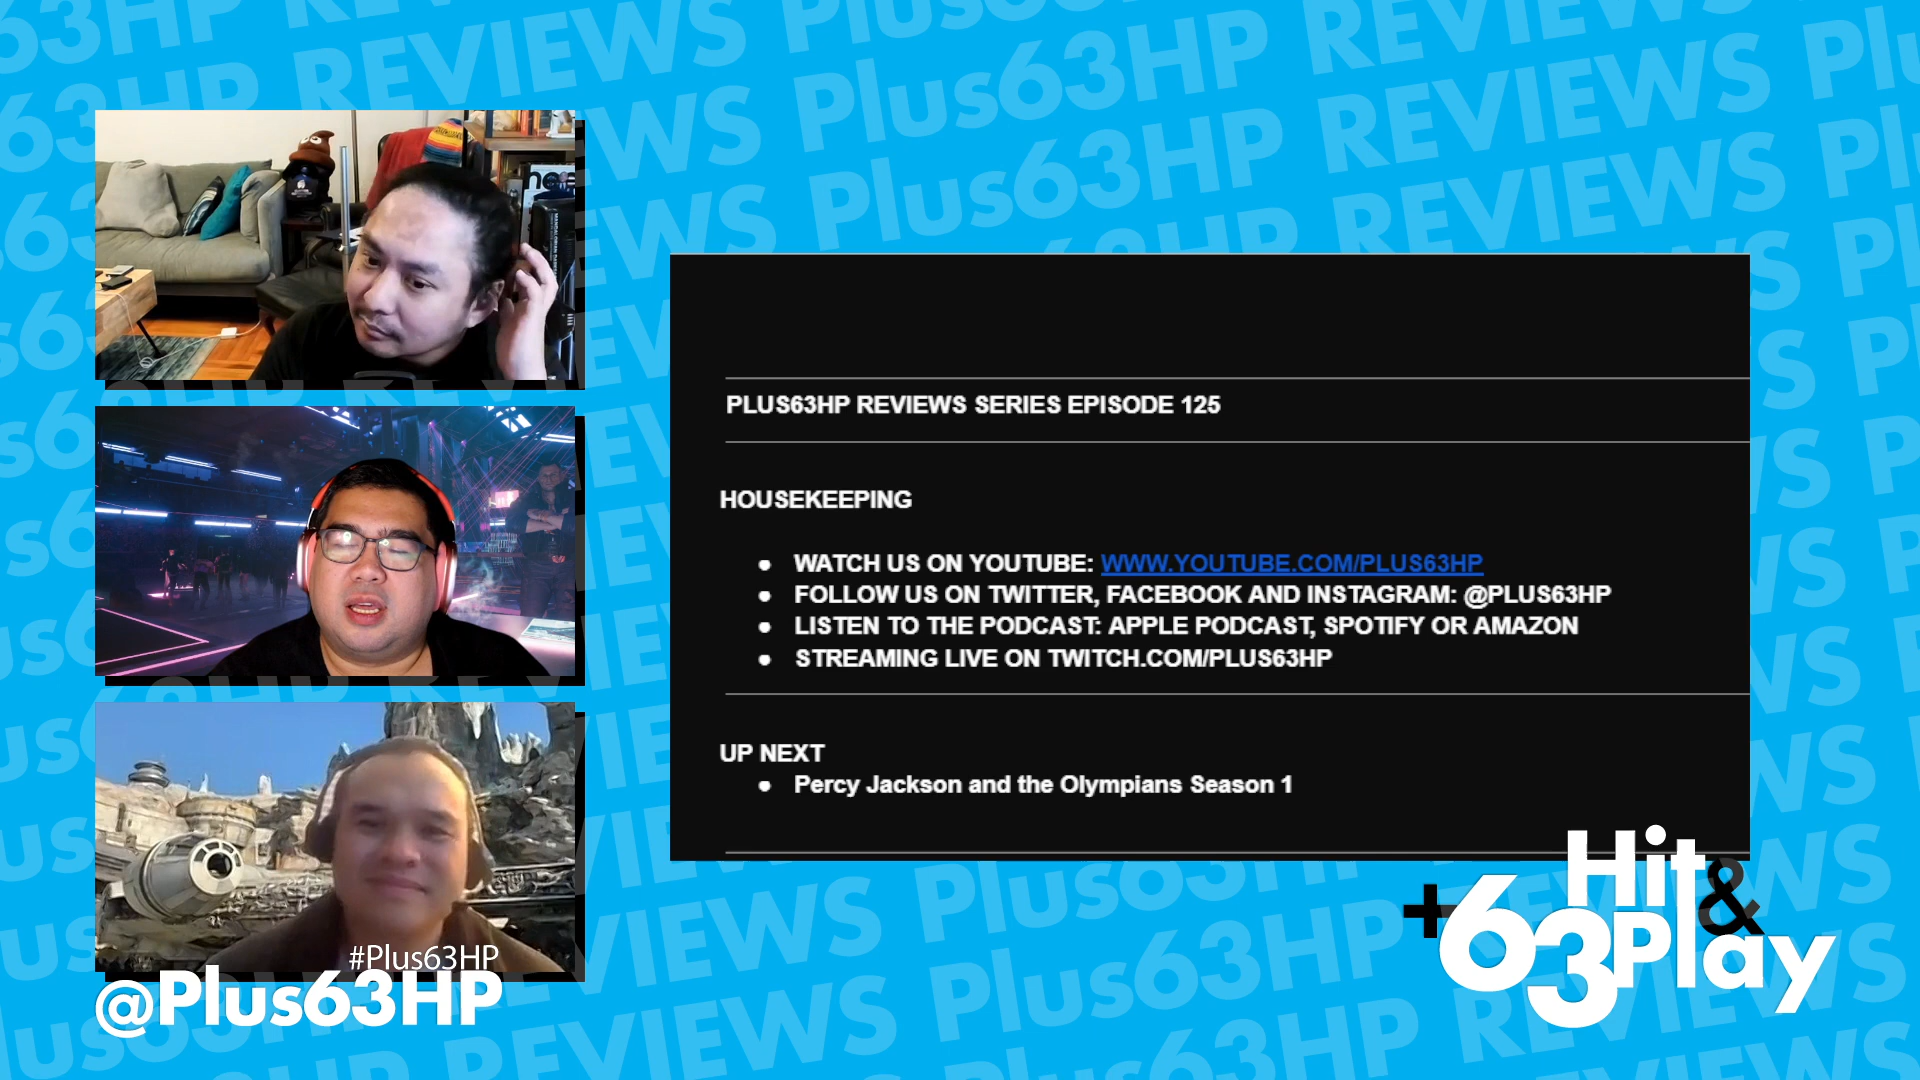 PLUS63HP REVIEWS SERIES EPISODE 125
HOUSEKEEPING
● WATCH US ON YOUTUBE: WWW.YOUTUBE.COM/PLUS63HP
● FOLLOW US ON TWITTER, FACEBOOK AND INSTAGRAM: @PLUS63HP
● LISTEN TO THE PODCAST: APPLE PODCAST, SPOTIFY OR AMAZON
● STREAMING LIVE ON TWITCH.COM/PLUS63HP
UP NEXT
● Percy Jackson and the Olympians Season 1
#Plus63HP
@Plus63HP
+63 Hit & Play
Plus63HP REVIEWS